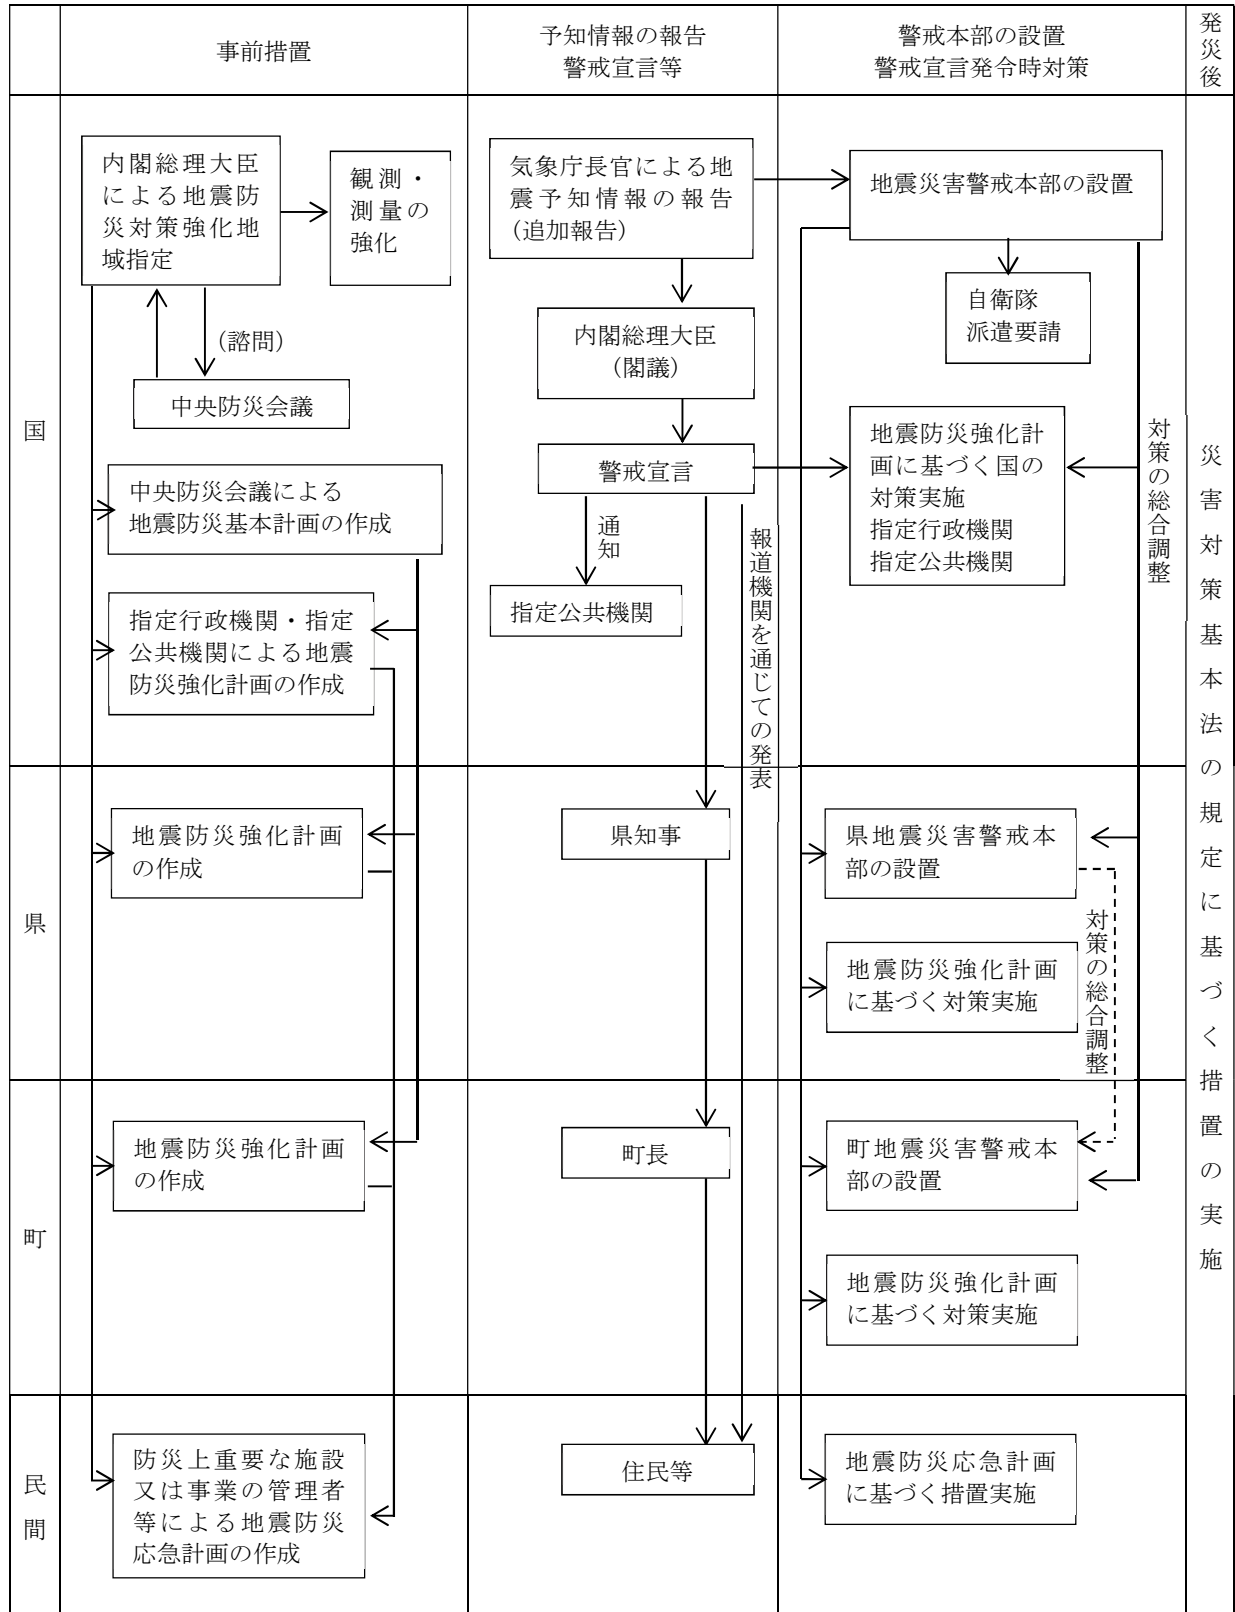 事前措置
予知情報の報告
警戒宣言等
警戒本部の設置
警戒宣言発令時対策
発災後
国
内閣総理大臣
による地震防
災対策強化地
域指定
観測・
測量の
強化
（諮問）
中央防災会議
中央防災会議による
地震防災基本計画の作成
指定行政機関・指定
公共機関による地震
防災強化計画の作成
気象庁長官による地
震予知情報の報告
（追加報告）
内閣総理大臣
（閣議）
警戒宣言
通知
指定公共機関
報道機関を通じての発表
地震災害警戒本部の設置
自衛隊
派遣要請
地震防災強化計
画に基づく国の
対策実施
指定行政機関
指定公共機関
対策の総合調整
災害対策基本法の規定に基づく措置の実施
県
地震防災強化計画
の作成
県知事
県地震災害警戒本
部の設置
地震防災強化計画
に基づく対策実施
対策の総合調整
町
地震防災強化計画
の作成
町長
町地震災害警戒本
部の設置
地震防災強化計画
に基づく対策実施
民間
防災上重要な施設
又は事業の管理者
等による地震防災
応急計画の作成
住民等
地震防災応急計画
に基づく措置実施